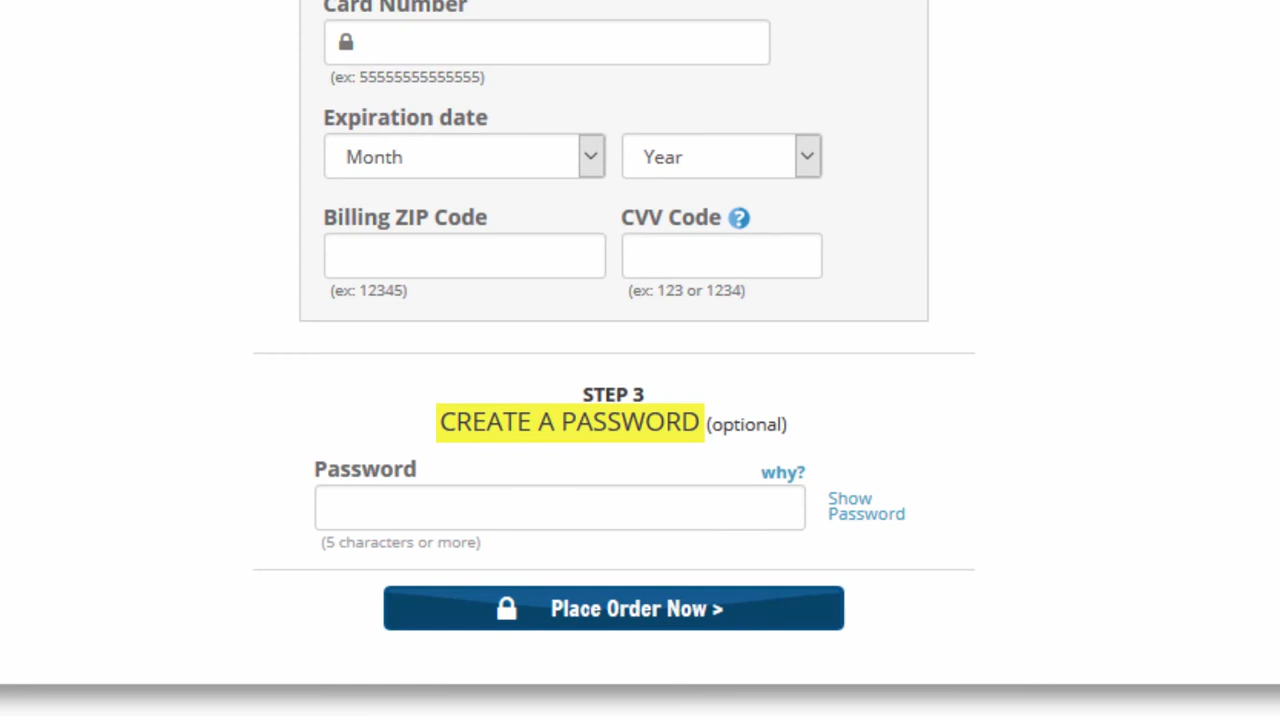 Card Number
(ex: 55555555555555)
Expiration date
Month Year
Billing ZIP Code CVV Code ?
(ex: 12345) (ex: 123 or 1234)
STEP 3
CREATE A PASSWORD (optional)
Password why?
Show
Password
(5 characters or more)
Place Order Now >